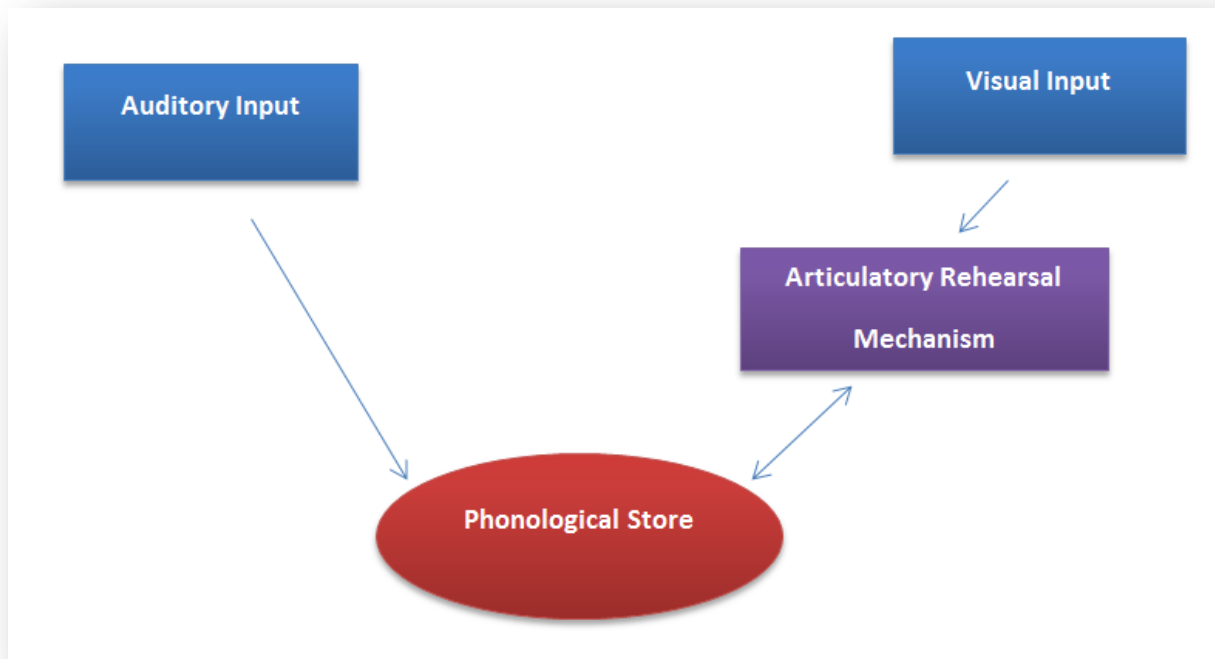 Auditory Input
Visual Input
Articulatory Rehearsal
Mechanism
Phonological Store